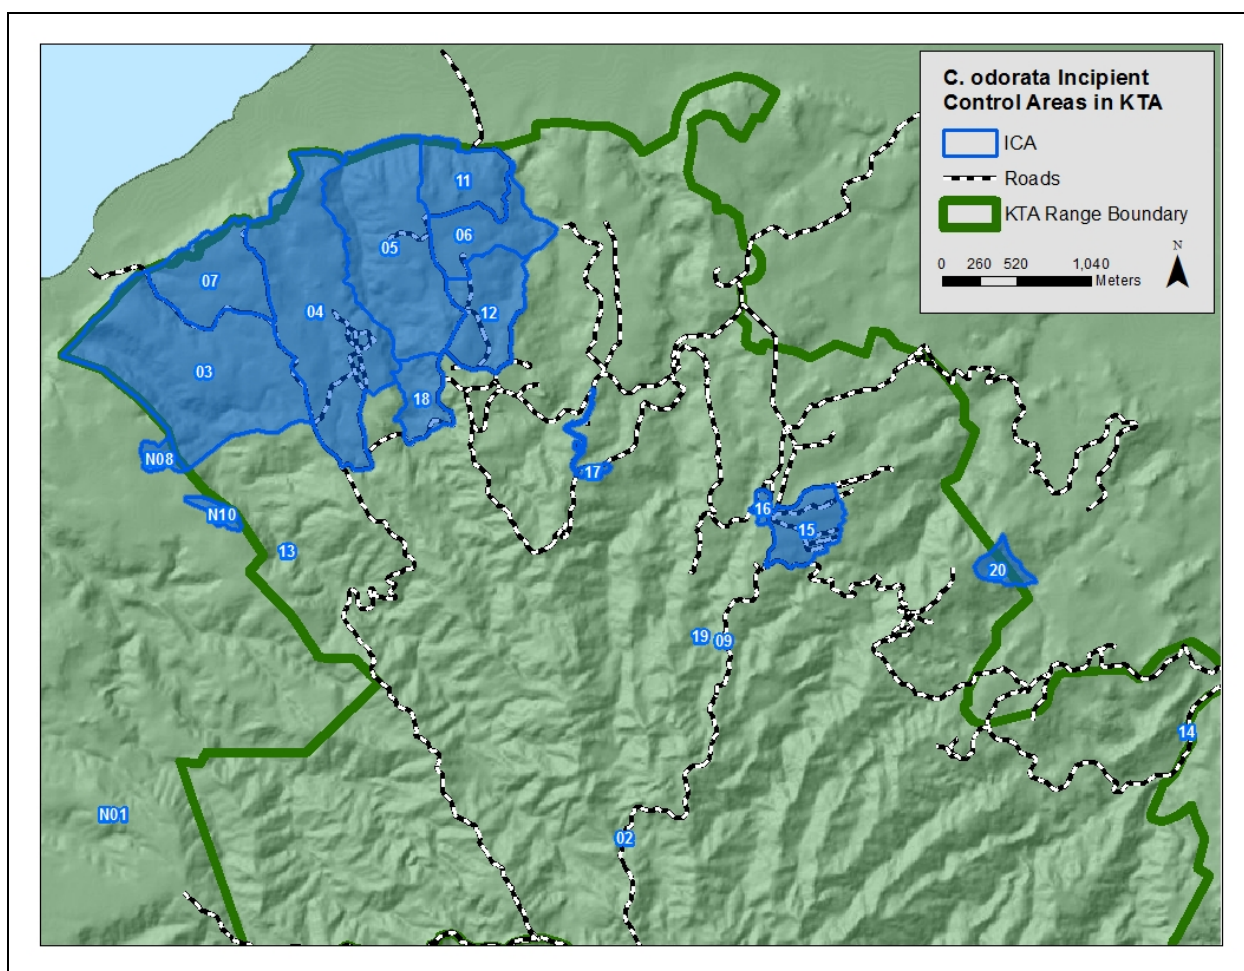 C. odorata Incipient
Control Areas in KTA
ICA
Roads
KTA Range Boundary
N
0 260 520 1,040
Meters
11
06
05
07
04
12
03
18
N08
17
16
N10
15
13
20
19
09
14
N01
02